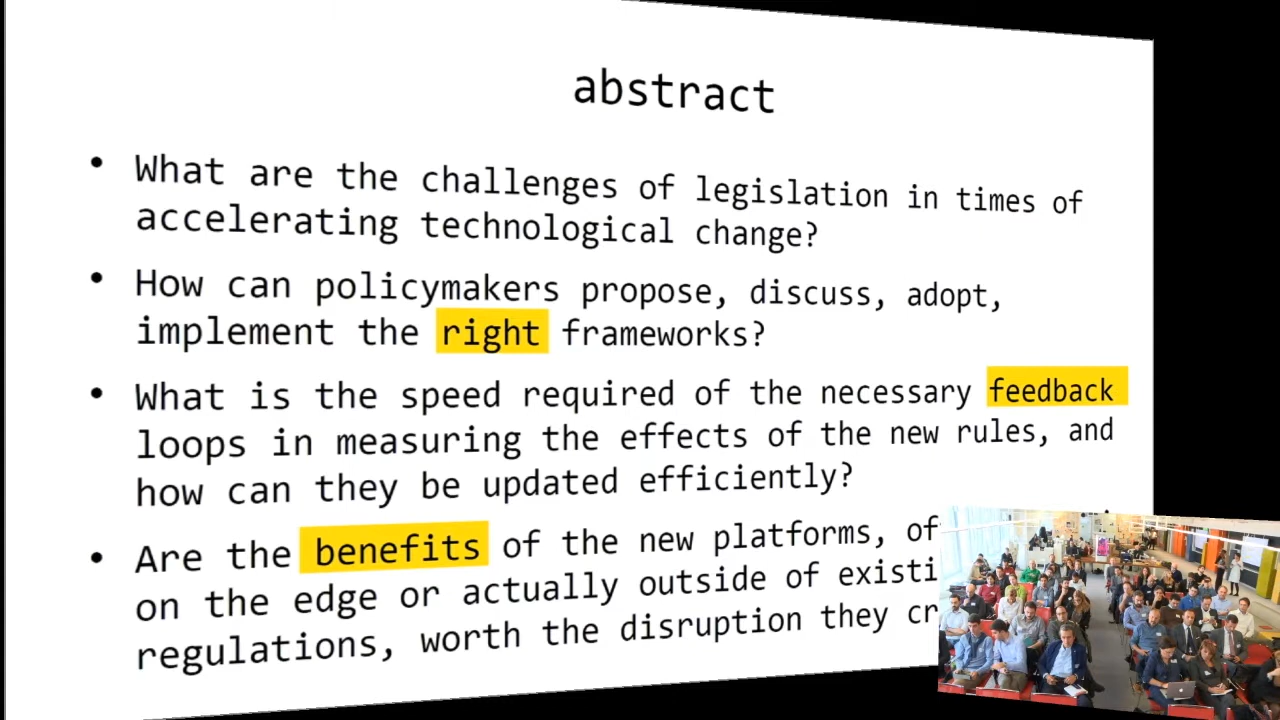 abstract
• What are the challenges of legislation in times of
accelerating technological change?
• How can policymakers propose, discuss, adopt,
implement the right frameworks?
• What is the speed required of the necessary feedback
loops in measuring the effects of the new rules, and
how can they be updated efficiently?
• Are the benefits of the new platforms,
on the edge or actually outside of
regulations, worth the disruption they